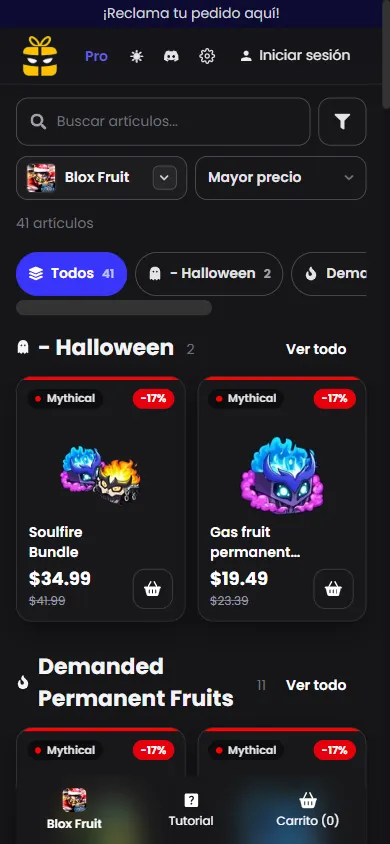 ¡Reclama tu pedido aquí!
Pro
Iniciar sesión
Buscar artículos...
Blox Fruit
Mayor precio
41 artículos
Todos 41
- Halloween 2
Dema
- Halloween 2
Ver todo
Mythical -17%
Mythical -17%
Soulfire
Bundle
$34.99
$41.99
Gas fruit
permanent...
$19.49
$23.39
Demanded
Permanent Fruits
11
Ver todo
Mythical -17%
Mythical -17%
Blox Fruit
Tutorial
Carrito (0)